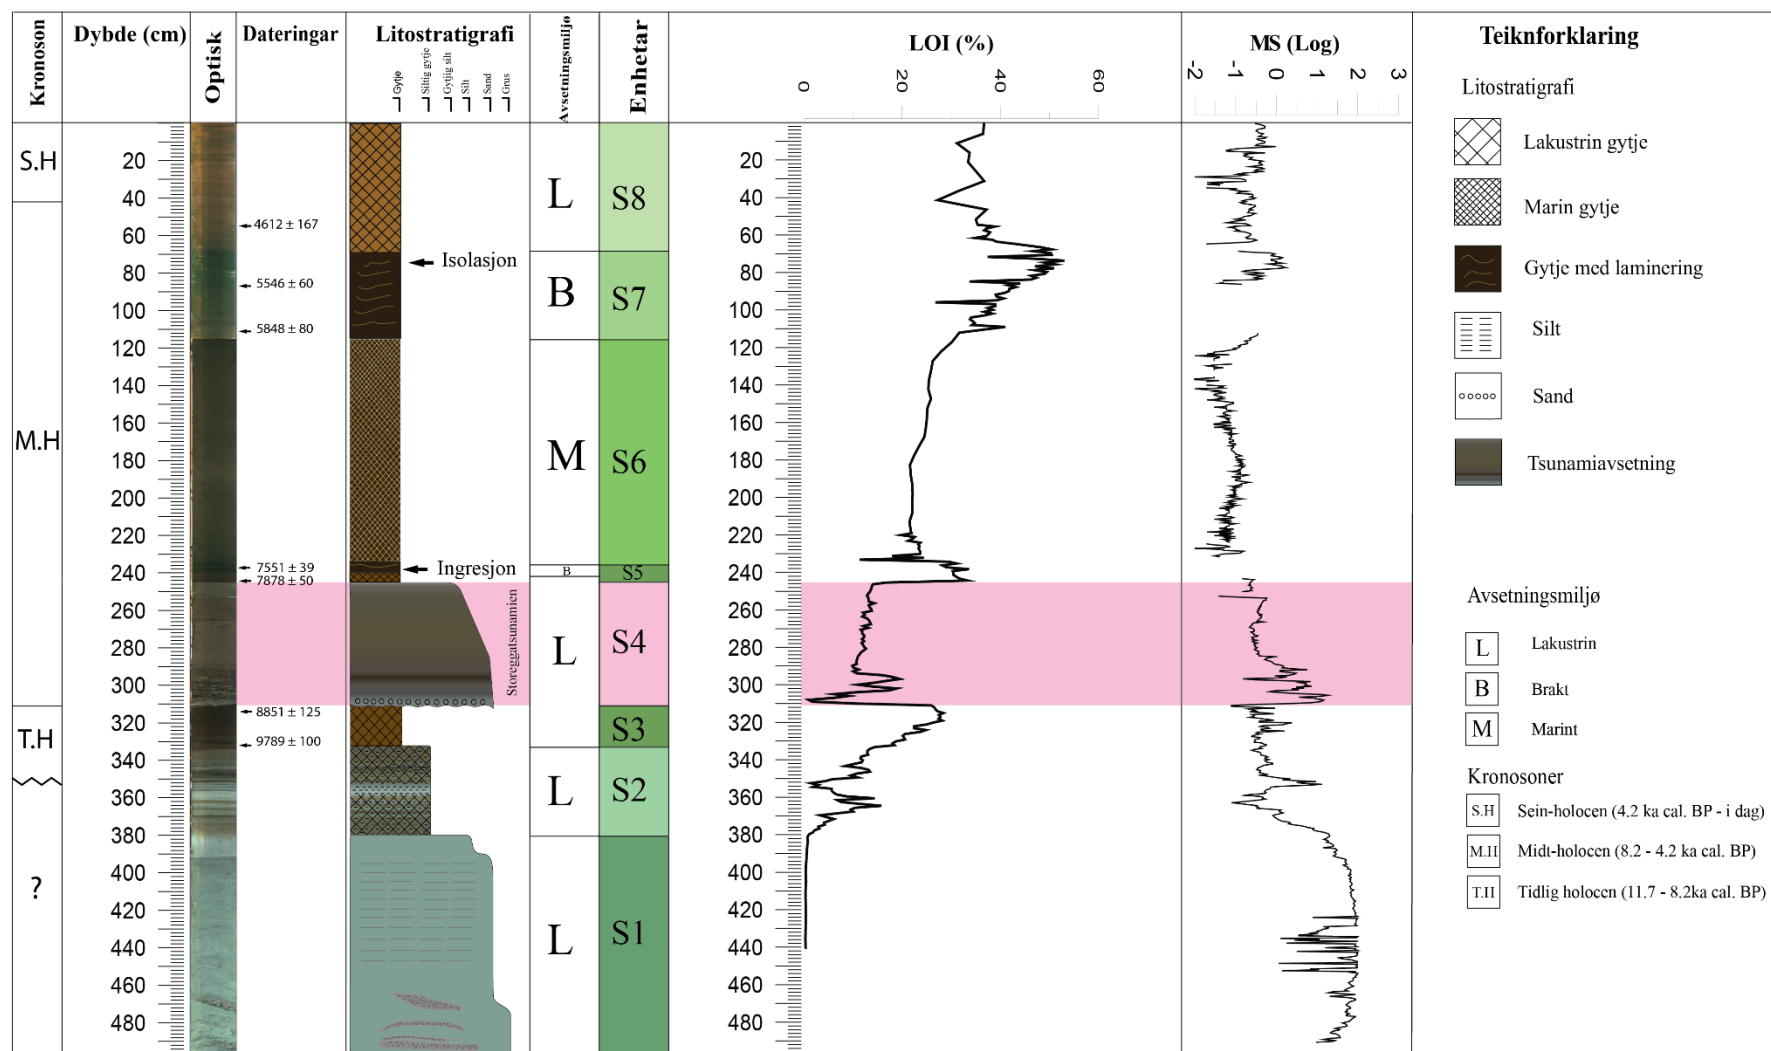 Kronoson
Dybde (cm)
Optisk
Dateringar
Litostratigrafi
Gytje
Siltig gytje
Gytjig silt
Silt
Sand
Grus
Avsetningsmiljø
Enhetar
LOI (%)
0
20
40
60
MS (Log)
-2
-1
0
1
2
3
S.H
M.H
T.H
?
20
40
60
80
100
120
140
160
180
200
220
240
260
280
300
320
340
360
380
400
420
440
460
480
4612 ± 167
5546 ± 60
5848 ± 80
7551 ± 39
7878 ± 50
8851 ± 125
9789 ± 100
Isolasjon
Ingresjon
Storeggatsunamien
L
B
M
B
L
L
L
S8
S7
S6
S5
S4
S3
S2
S1
Teiknforklaring
Litostratigrafi
Lakustrin gytje
Marin gytje
Gytje med laminering
Silt
Sand
Tsunamiavsetning
Avsetningsmiljø
L Lakustrin
B Brakt
M Marint
Kronosoner
S.H Sein-holocen (4.2 ka cal. BP - i dag)
M.H Midt-holocen (8.2 - 4.2 ka cal. BP)
T.H Tidlig holocen (11.7 - 8.2ka cal. BP)